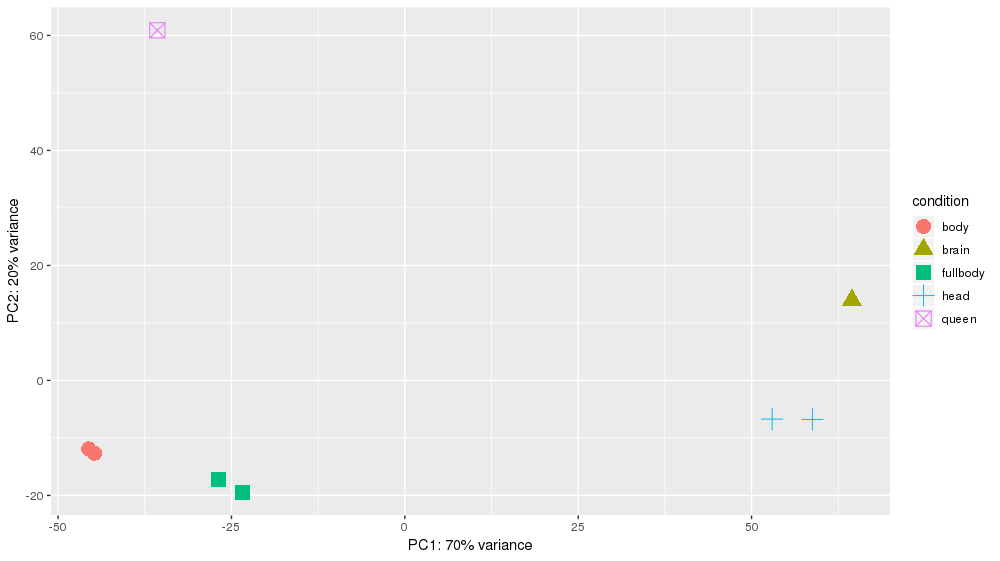 60
40
20
0
-20
PC2: 20% variance
-50
-25
0
25
50
PC1: 70% variance
condition
body
brain
fullbody
head
queen